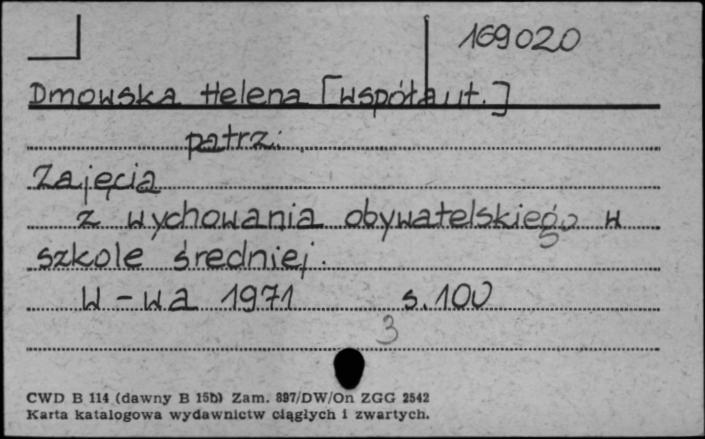 169020
Dmowska Helena [współaut.]
patrz:
Zajęcia
z wychowania obywatelskiego w
szkole średniej.
W-wa 1971 s. 100
3
CWD B 114 (dawny B 15b) Zam. 897/DW/On ZGG 2542
Karta katalogowa wydawnictw ciągłych i zwartych.